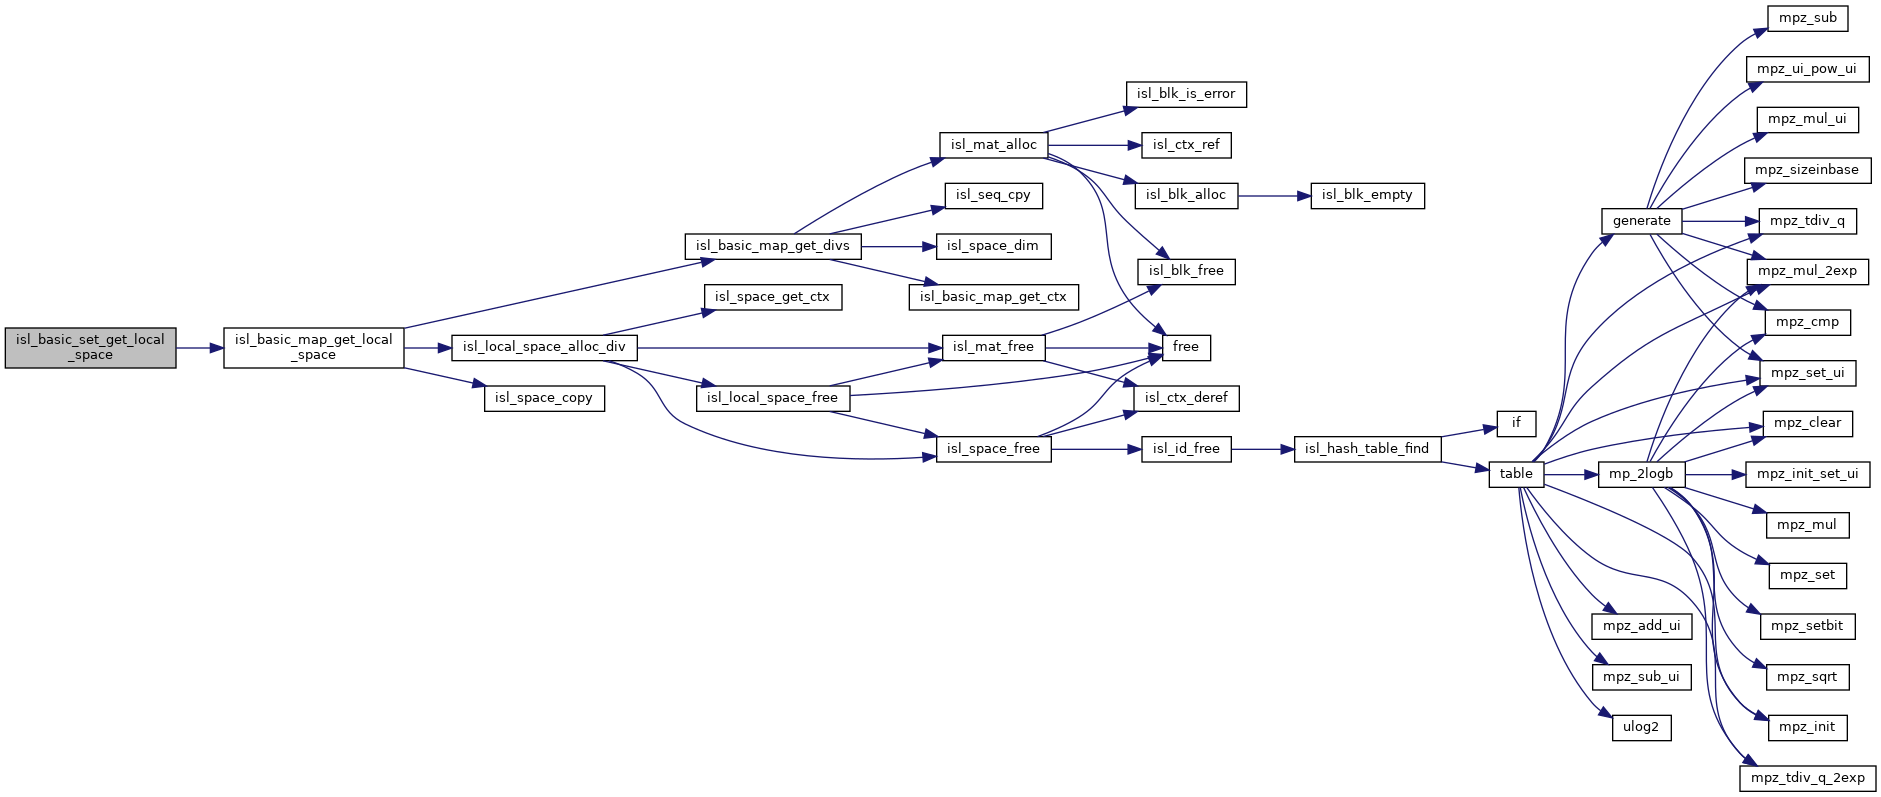 isl_basic_set_get_local
_space
isl_basic_map_get_local
_space
isl_basic_map_get_divs
isl_local_space_alloc_div
isl_space_copy
isl_mat_alloc
isl_seq_cpy
isl_space_dim
isl_basic_map_get_ctx
isl_space_get_ctx
isl_mat_free
isl_local_space_free
isl_space_free
isl_blk_is_error
isl_ctx_ref
isl_blk_alloc
isl_blk_empty
isl_blk_free
free
isl_ctx_deref
isl_id_free
isl_hash_table_find
if
table
generate
mp_2logb
mpz_add_ui
mpz_sub_ui
ulog2
mpz_sub
mpz_ui_pow_ui
mpz_mul_ui
mpz_sizeinbase
mpz_tdiv_q
mpz_mul_2exp
mpz_cmp
mpz_set_ui
mpz_clear
mpz_init_set_ui
mpz_mul
mpz_set
mpz_setbit
mpz_sqrt
mpz_init
mpz_tdiv_q_2exp